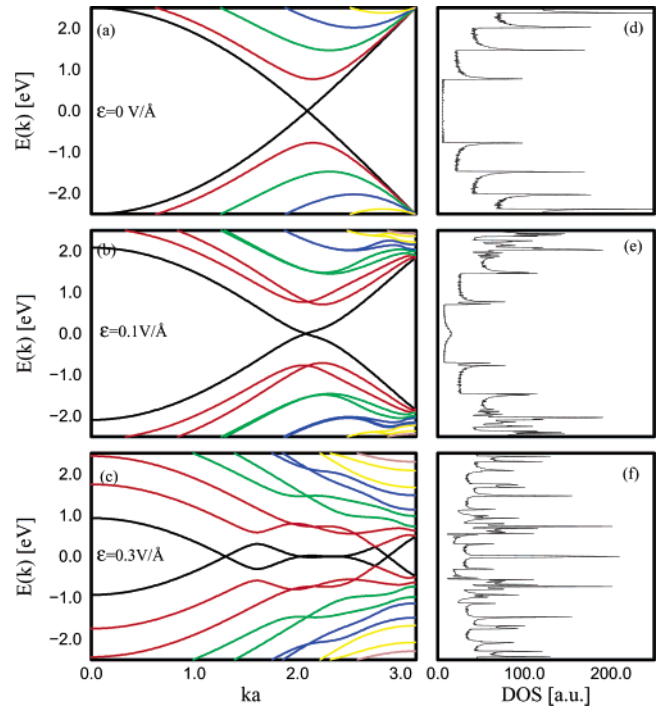 (a)
(d)
E(k) [eV]
2.0
1.0
0.0
−1.0
−2.0
ε=0 V/Å
(b)
(e)
E(k) [eV]
2.0
1.0
0.0
−1.0
−2.0
ε=0.1V/Å
(c)
(f)
E(k) [eV]
2.0
1.0
0.0
−1.0
−2.0
ε=0.3V/Å
0.0 1.0 2.0 3.0
0.0 100.0 200.0
ka
DOS [a.u.]